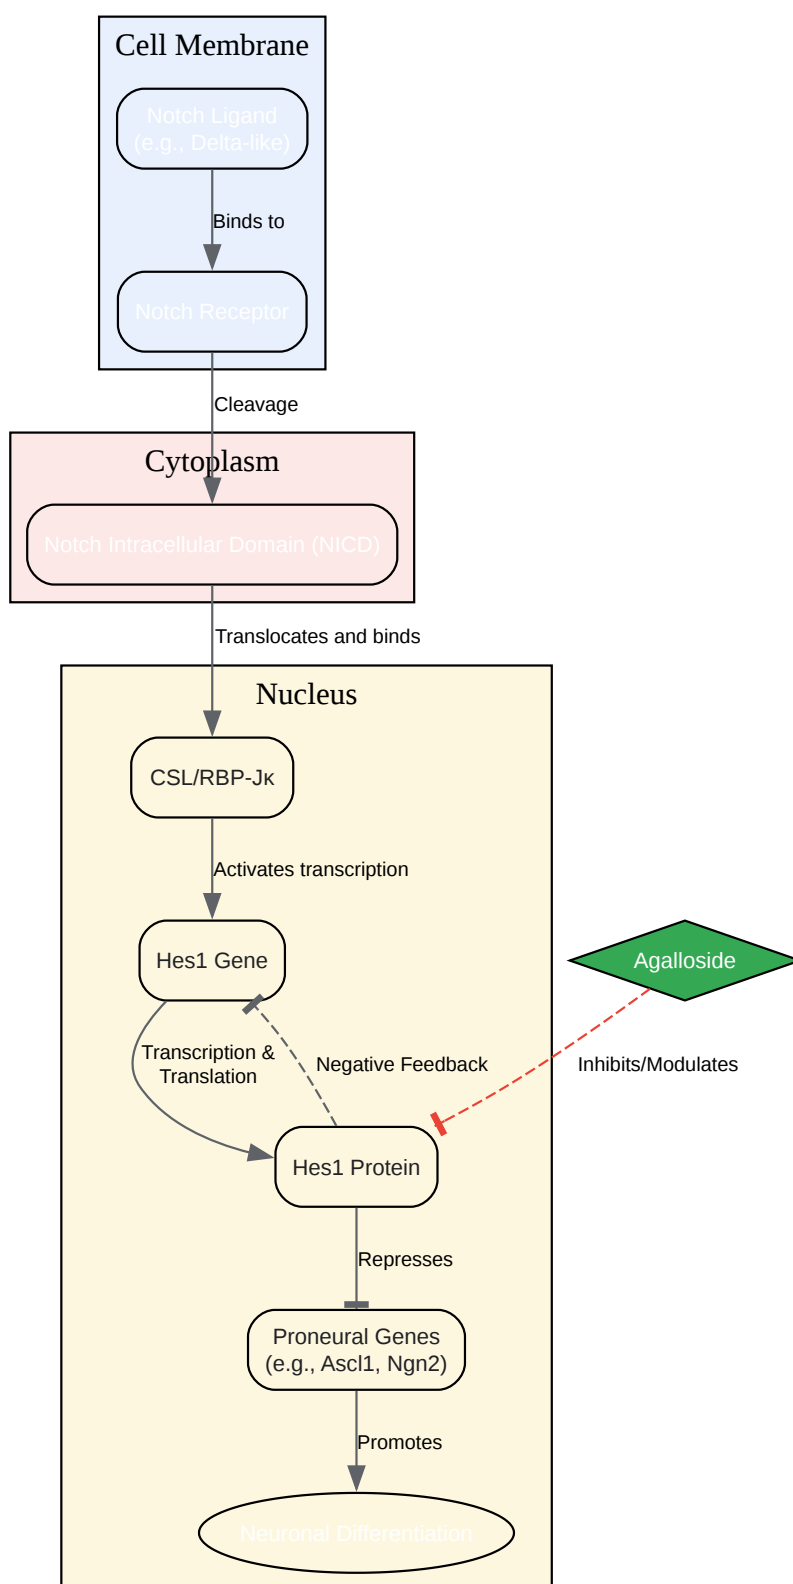 Cell Membrane
Notch Ligand
(e.g., Delta-like)
Binds to
Notch Receptor
Cleavage
Cytoplasm
Notch Intracellular Domain (NICD)
Translocates and binds
Nucleus
CSL/RBP-Jκ
Activates transcription
Hes1 Gene
Agalloside
Transcription &
Translation
Negative Feedback
Inhibits/Modulates
Hes1 Protein
Represses
Proneural Genes
(e.g., Ascl1, Ngn2)
Promotes
Neuronal Differentiation